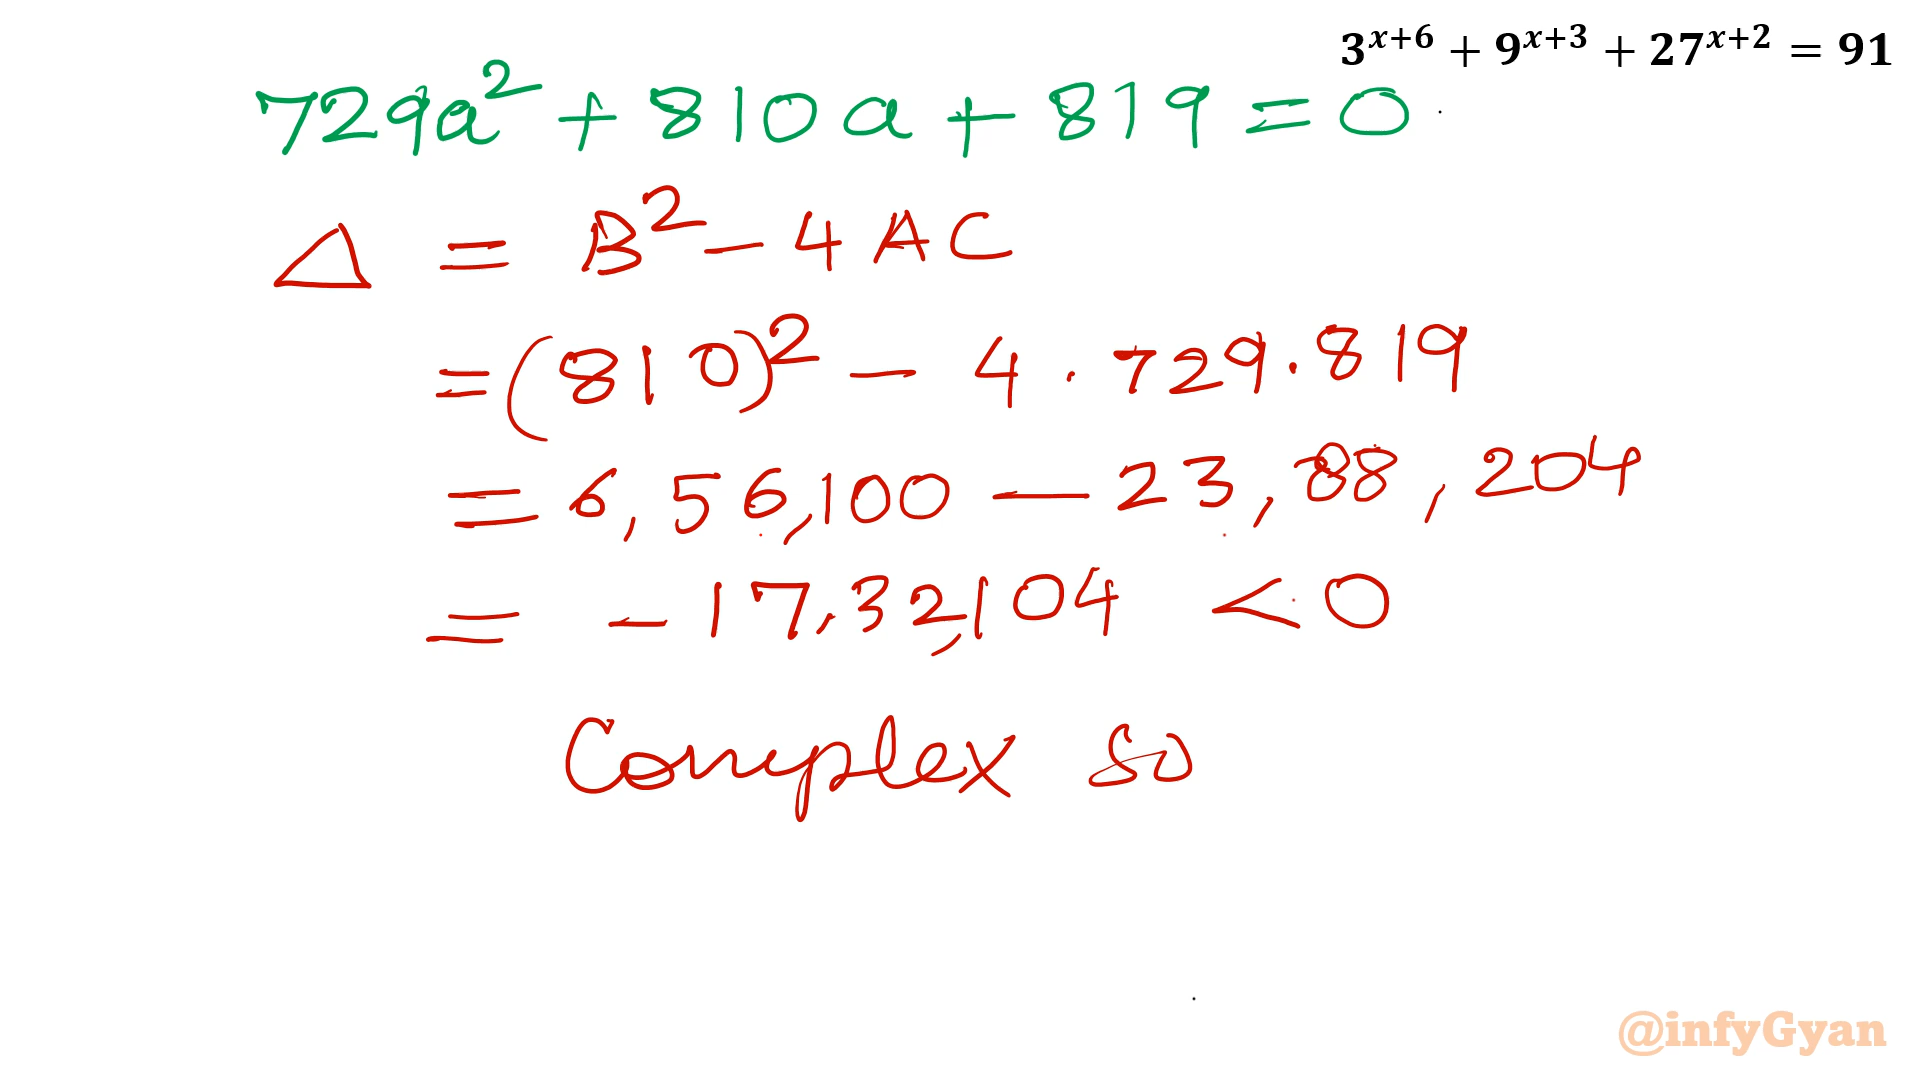 3^{x+6} + 9^{x+3} + 27^{x+2} = 91
729a² + 810a + 819 = 0
Δ = B² - 4AC
= (810)² - 4 · 729 · 819
= 6,56,100 - 23,88,204
= - 17,32,104 < 0
Complex so
@infyGyan